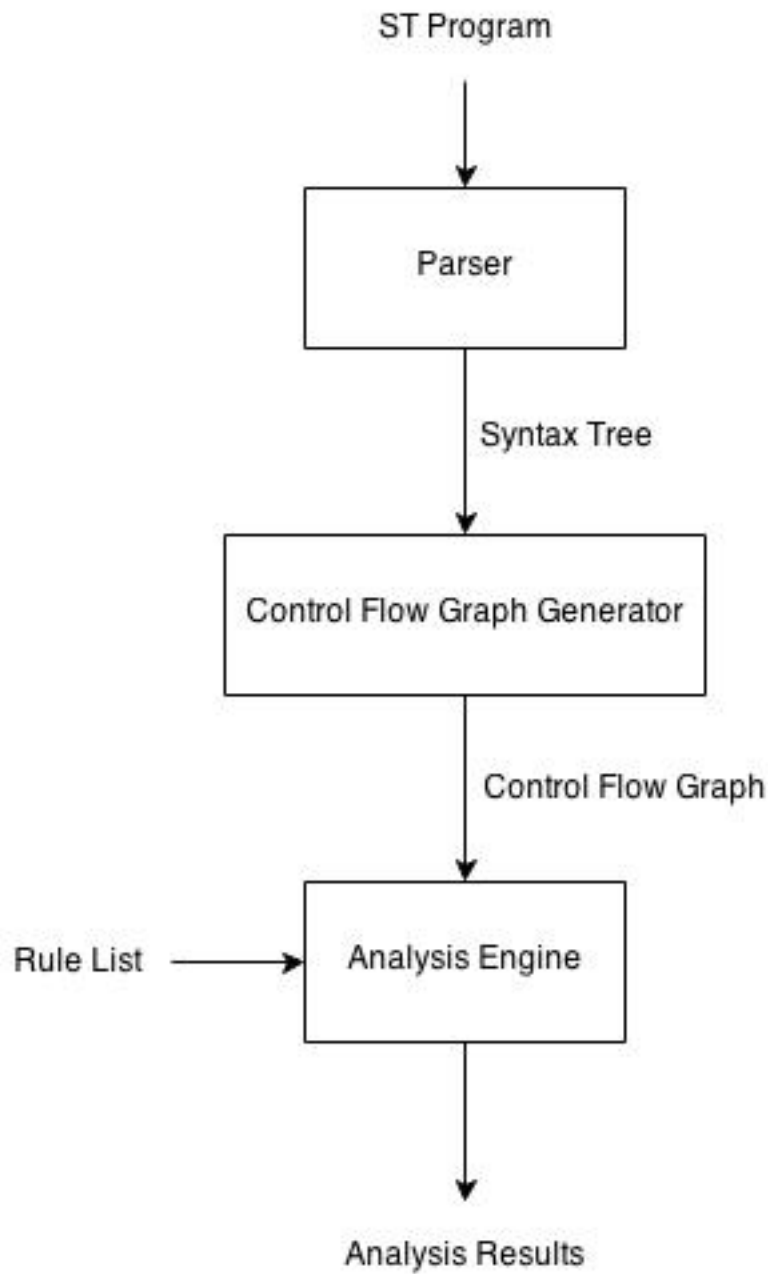 ST Program
Parser
Syntax Tree
Control Flow Graph Generator
Control Flow Graph
Rule List
Analysis Engine
Analysis Results